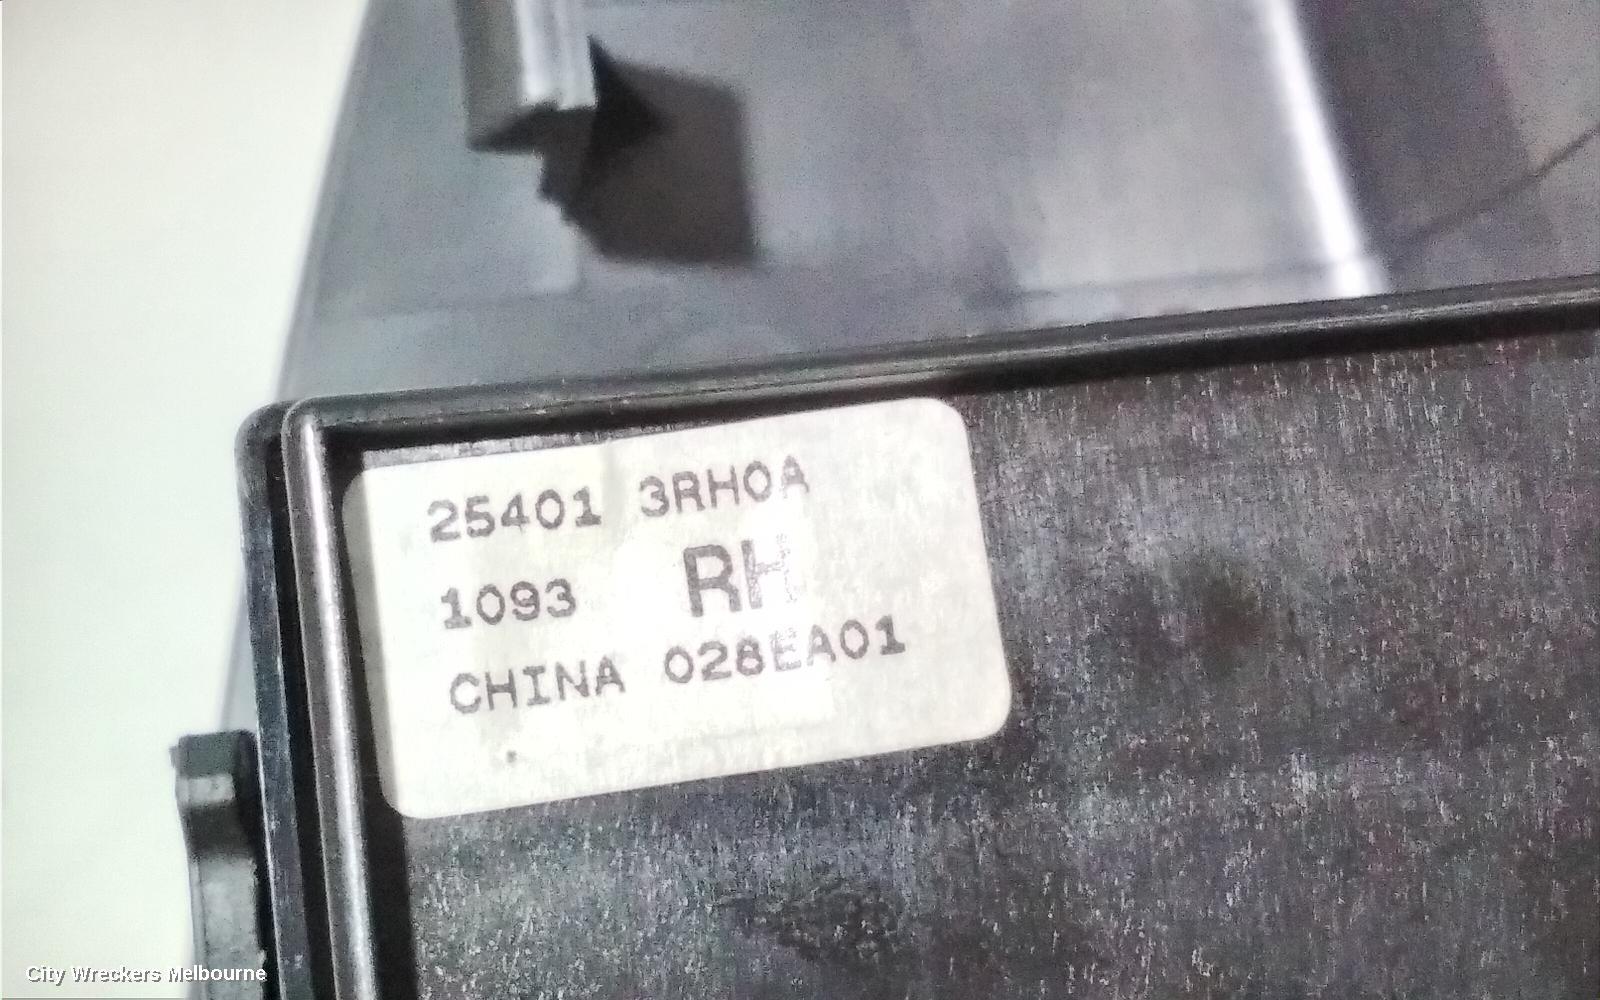 25401 3RH0A
1093 RH
CHINA 028EA01
City Wreckers Melbourne